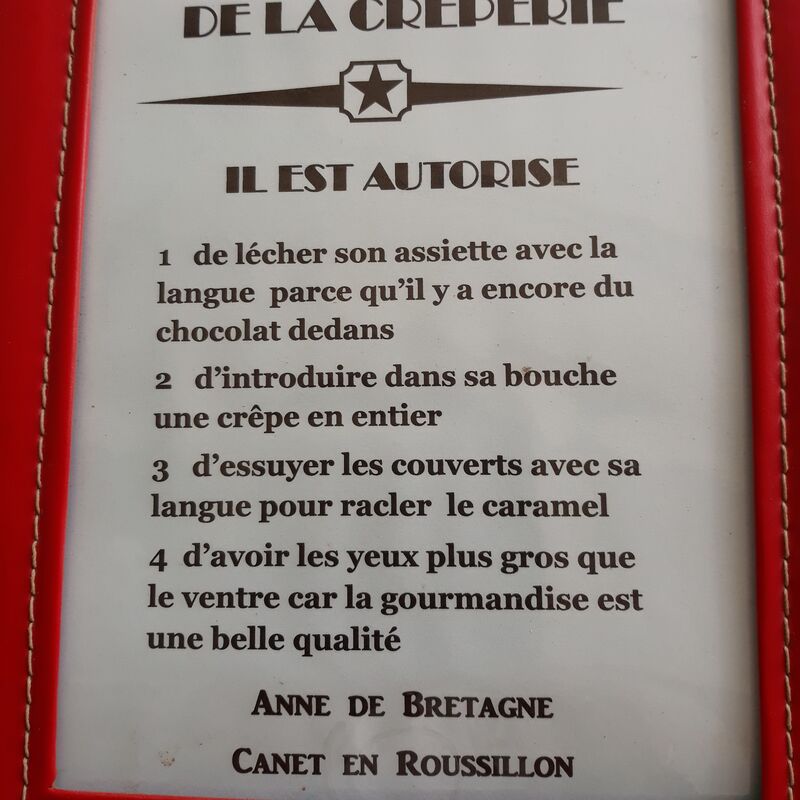 DE LA CREPERIE
IL EST AUTORISE
1 de lécher son assiette avec la
langue parce qu'il y a encore du
chocolat dedans
2 d'introduire dans sa bouche
une crêpe en entier
3 d'essuyer les couverts avec sa
langue pour racler le caramel
4 d'avoir les yeux plus gros que
le ventre car la gourmandise est
une belle qualité
ANNE DE BRETAGNE
CANET EN ROUSSILLON